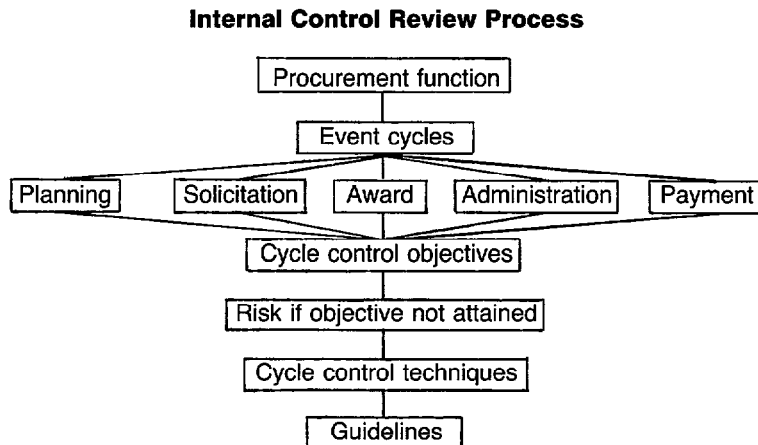 Internal Control Review Process
Procurement function
Event cycles
Planning
Solicitation
Award
Administration
Payment
Cycle control objectives
Risk if objective not attained
Cycle control techniques
Guidelines